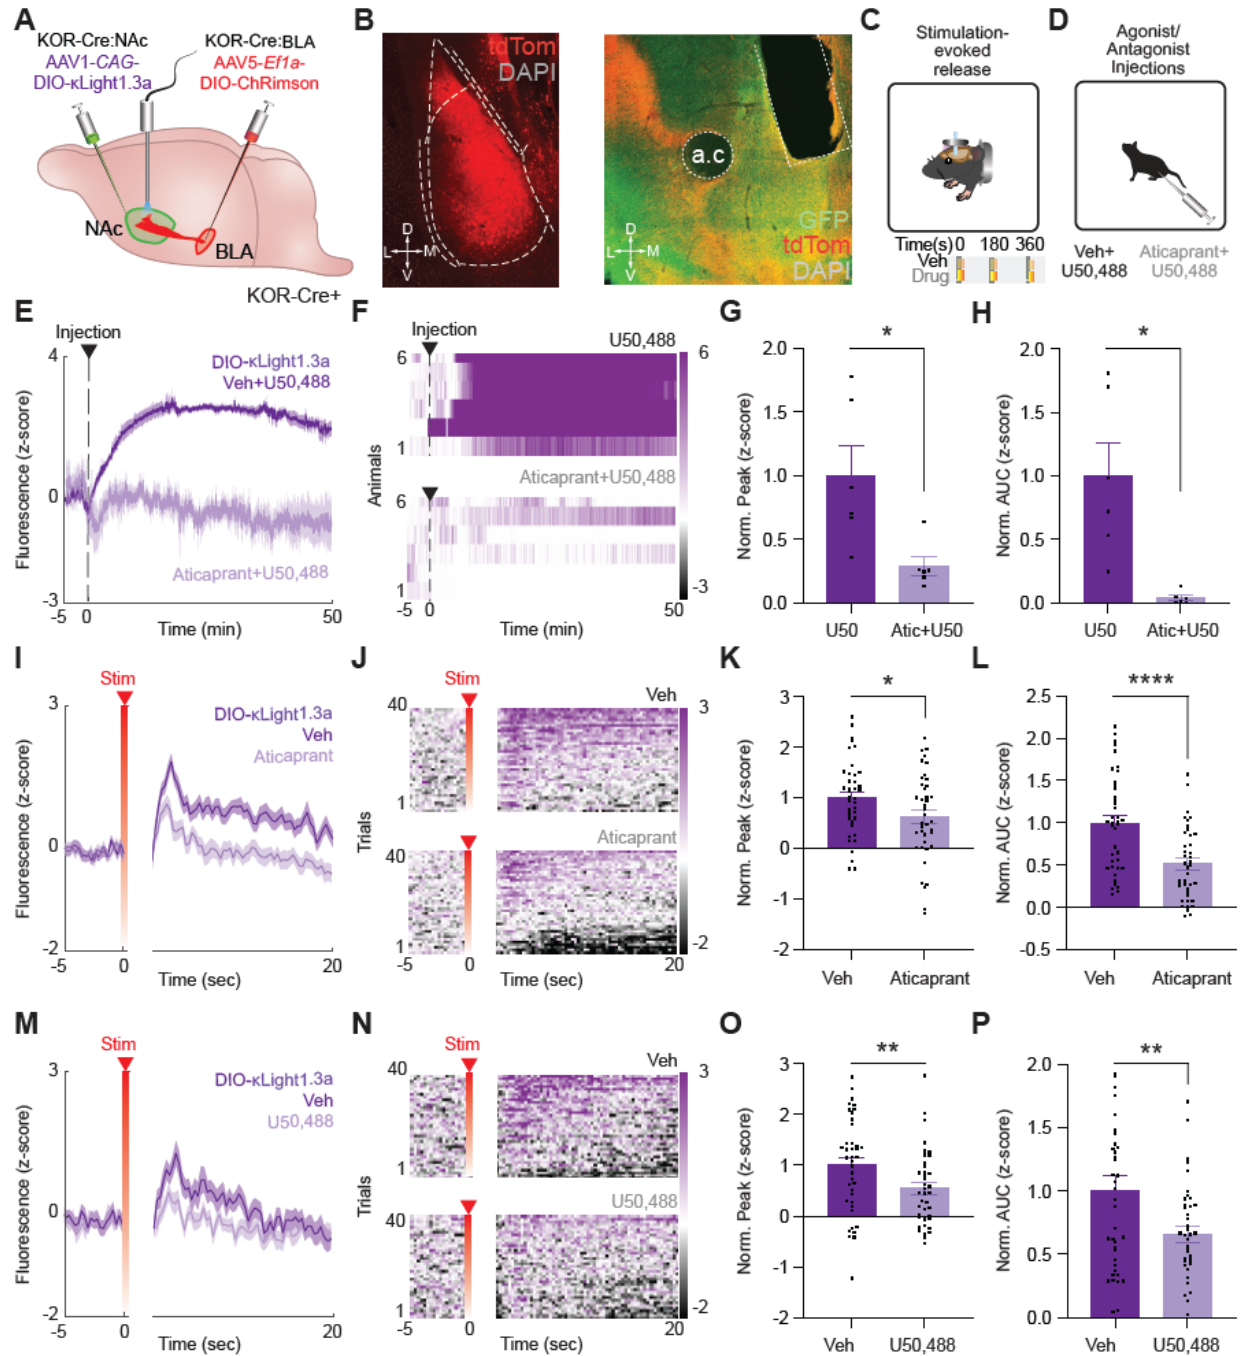 A
KOR-Cre:NAc
AAV1-CAG-
DIO-κLight1.3a
KOR-Cre:BLA
AAV5-Ef1a-
DIO-ChRimson
NAc
BLA
KOR-Cre+
B
tdTom
DAPI
D
L
M
V
a.c
GFP
tdTom
DAPI
D
L
M
V
C
Stimulation-
evoked
release
Time(s) 0 180 360
Veh
Drug
D
Agonist/
Antagonist
Injections
Veh+
U50,488
Aticaprant+
U50,488
E
Injection
4
0
-3
Fluorescence (z-score)
DIO-κLight1.3a
Veh+U50,488
Aticaprant+U50,488
-5 0 50
Time (min)
F
Injection
U50,488
6
1
Animals
Aticaprant+U50,488
6
1
-5 0 50
Time (min)
6
-3
G
*
2.0
1.5
1.0
0.5
0.0
Norm. Peak (z-score)
U50 Atic+U50
H
*
2.0
1.5
1.0
0.5
0.0
Norm. AUC (z-score)
U50 Atic+U50
I
Stim
3
0
-2
Fluorescence (z-score)
DIO-κLight1.3a
Veh
Aticaprant
-5 0 20
Time (sec)
J
Stim
Veh
40
1
Trials
Aticaprant
40
1
-5 0 20
Time (sec)
3
-2
K
*
3
2
1
0
-1
-2
Norm. Peak (z-score)
Veh Aticaprant
L
****
2.5
2.0
1.5
1.0
0.5
0.0
-0.5
Norm. AUC (z-score)
Veh Aticaprant
M
Stim
3
0
-2
Fluorescence (z-score)
DIO-κLight1.3a
Veh
U50,488
-5 0 20
Time (sec)
N
Stim
Veh
40
1
Trials
U50,488
40
1
-5 0 20
Time (sec)
3
-2
O
**
3
2
1
0
-1
-2
Norm. Peak (z-score)
Veh U50,488
P
**
2.0
1.5
1.0
0.5
0.0
Norm. AUC (z-score)
Veh U50,488